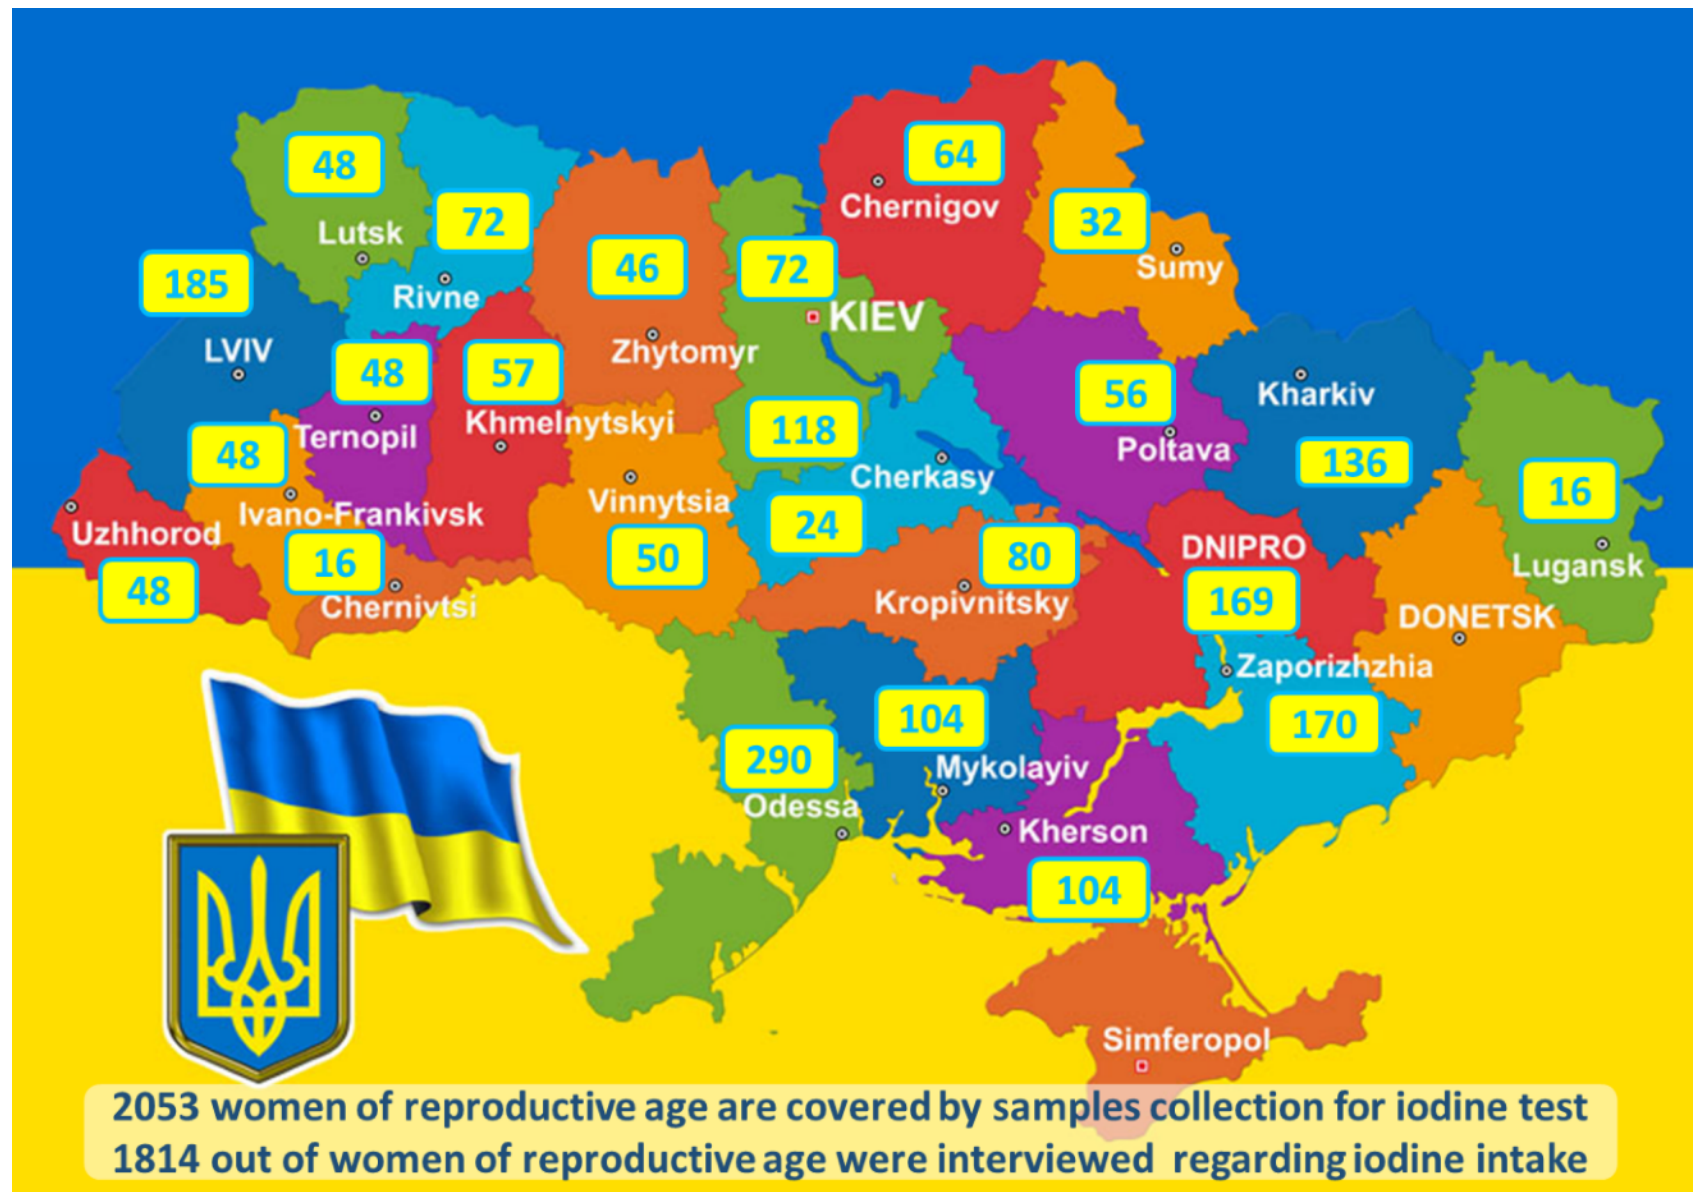 64
48
32
Chernigov
72
Lutsk
46
72
Sumy
185
Rivne
KIEV
LVIV
Zhytomyr
48
57
56
Kharkiv
Khmelnytskyi
118
Ternopil
Poltava
48
136
Cherkasy
16
Vinnytsia
Ivano-Frankivsk
24
Uzhhorod
DNIPRO
50
80
16
Lugansk
48
169
Kropivnitsky
Chernivtsi
DONETSK
Zaporizhzhia
104
170
290
Mykolayiv
Odessa
Kherson
104
Simferopol
2053 women of reproductive age are covered by samples collection for iodine test
1814 out of women of reproductive age were interviewed regarding iodine intake